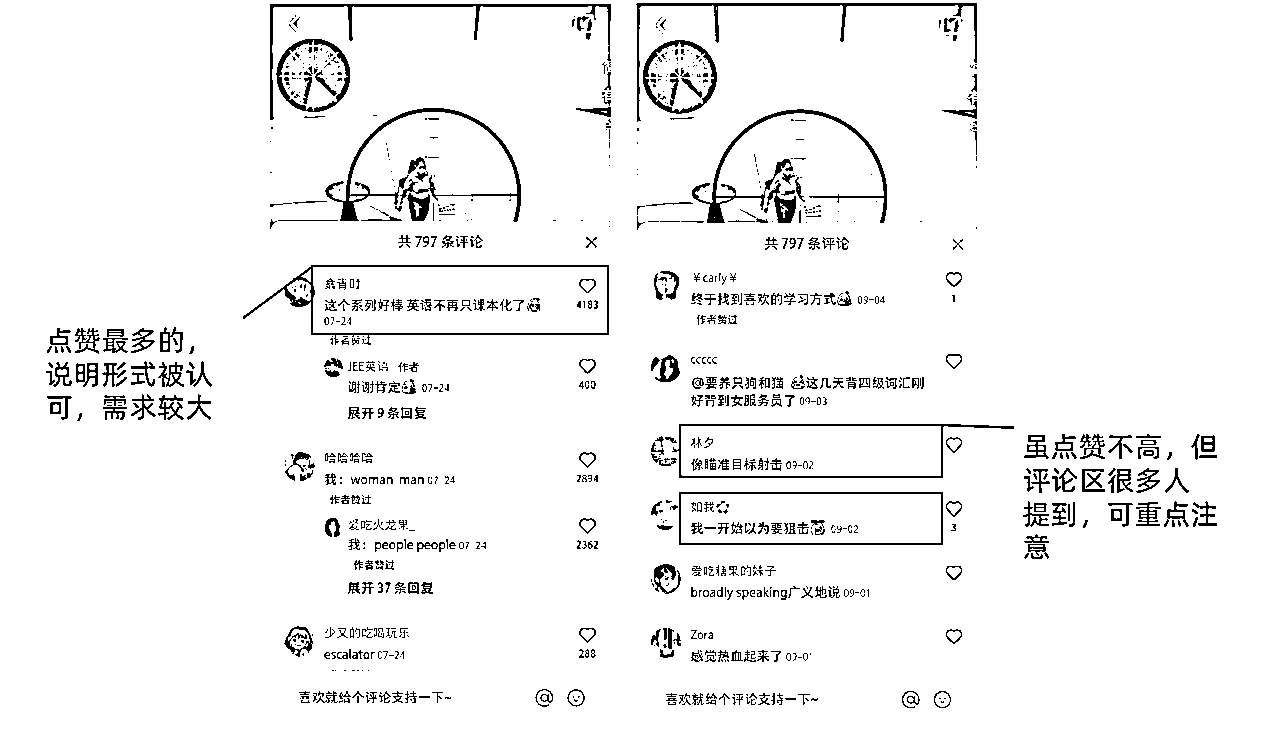 共 797 条评论
这个系列好棒 英语不再只课本化了
4183
07-24
作者赞过
JEE英语 作者
谢谢肯定 07-24
400
展开 9 条回复
哈哈哈哈
我：woman man 07-24
2894
作者赞过
爱吃火龙果_
我：people people 07-24
2362
作者赞过
展开 37 条回复
少又的吃喝玩乐
escalator 07-24
288
喜欢就给个评论支持一下~
点赞最多的，
说明形式被认
可，需求较大
共 797 条评论
￥carly￥
终于找到喜欢的学习方式 09-04
1
作者赞过
ccccc
@要养只狗和猫 这几天背四级词汇刚
好背到女服务员了 09-03
林夕
像瞄准目标射击 09-02
如我
我一开始以为要狙击 09-02
3
爱吃糖果的妹子
broadly speaking广义地说 09-01
Zora
感觉热血起来了
喜欢就给个评论支持一下~
虽点赞不高，但
评论区很多人
提到，可重点注
意